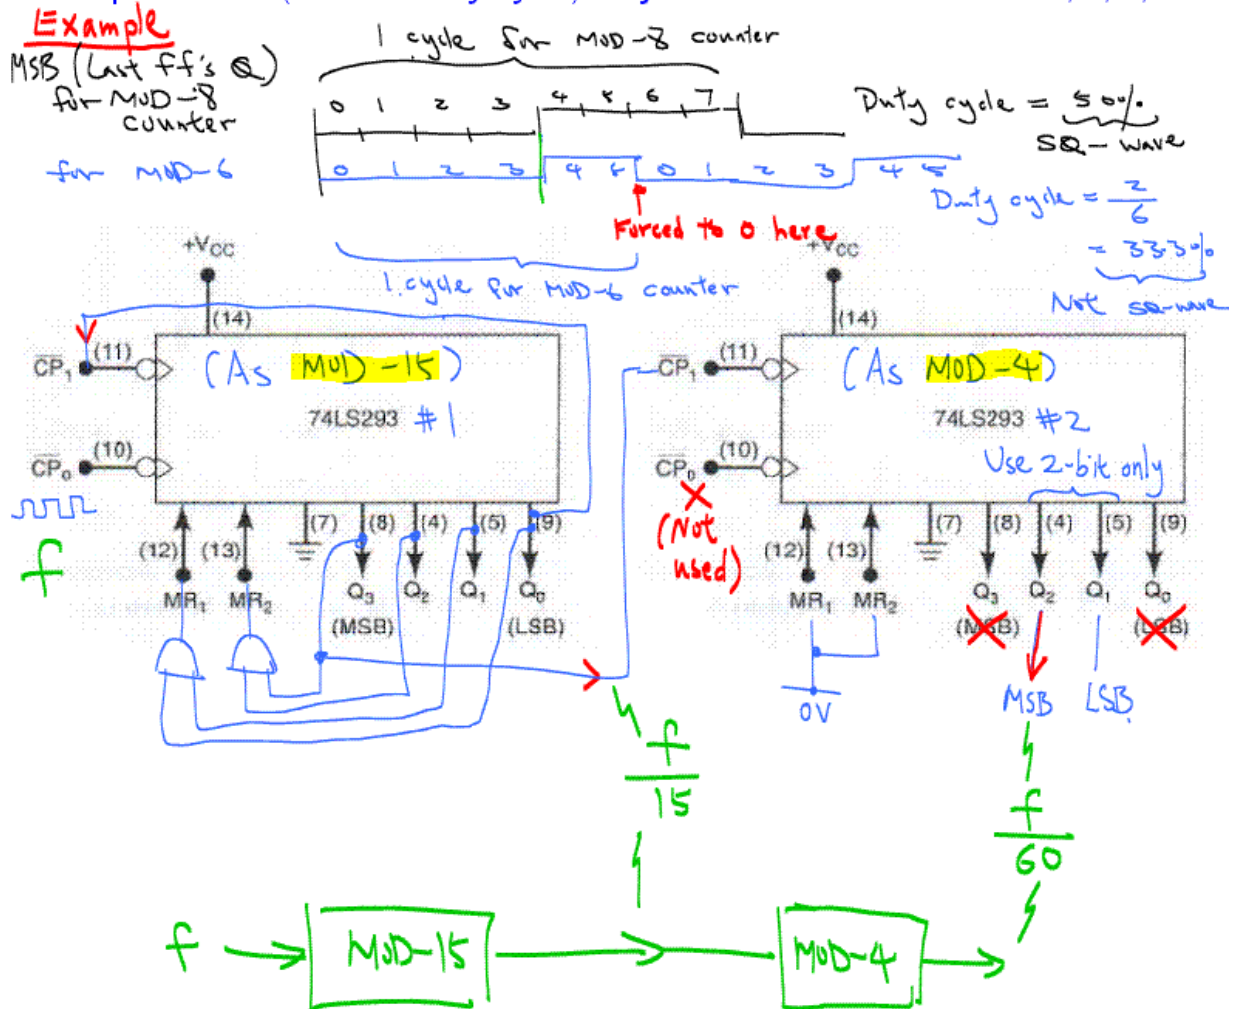 Example
MSB (Last ff's Q)
for MOD-8
counter
1 cycle for MOD-8 counter
0 1 2 3 4 5 6 7
Duty cycle = 50%
SQ-wave
for MOD-6
0 1 2 3 4 5 0 1 2 3 4 5
Duty cycle = 2/6
= 33.3%
Not SQ-wave
Forced to 0 here
1 cycle for MOD-6 counter
+VCC
(14)
CP1 (11)
(As MOD-15)
74LS293 #1
CP0 (10)
f
(12) (13) (7) (8) (4) (5) (9)
MR1 MR2 Q3 Q2 Q1 Q0
(MSB) (LSB)
+VCC
(14)
CP1 (11)
(As MOD-4)
74LS293 #2
Use 2-bit only
CP0 (10)
(Not
used)
(12) (13) (7) (8) (4) (5) (9)
MR1 MR2 Q3 Q2 Q1 Q0
(MSB) (LSB)
0V
MSB LSB
f/15
f/60
f MOD-15 MOD-4